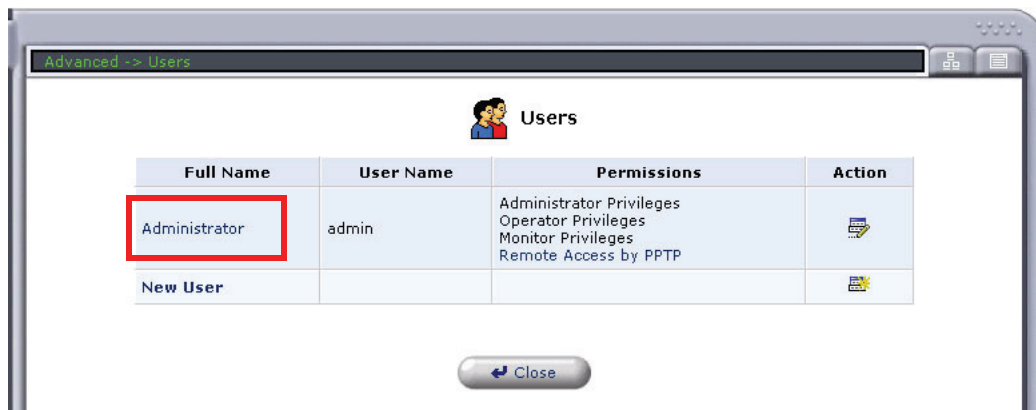 Advanced -> Users
Users
Full Name User Name Permissions Action
Administrator admin Administrator Privileges
Operator Privileges
Monitor Privileges
Remote Access by PPTP
New User
Close